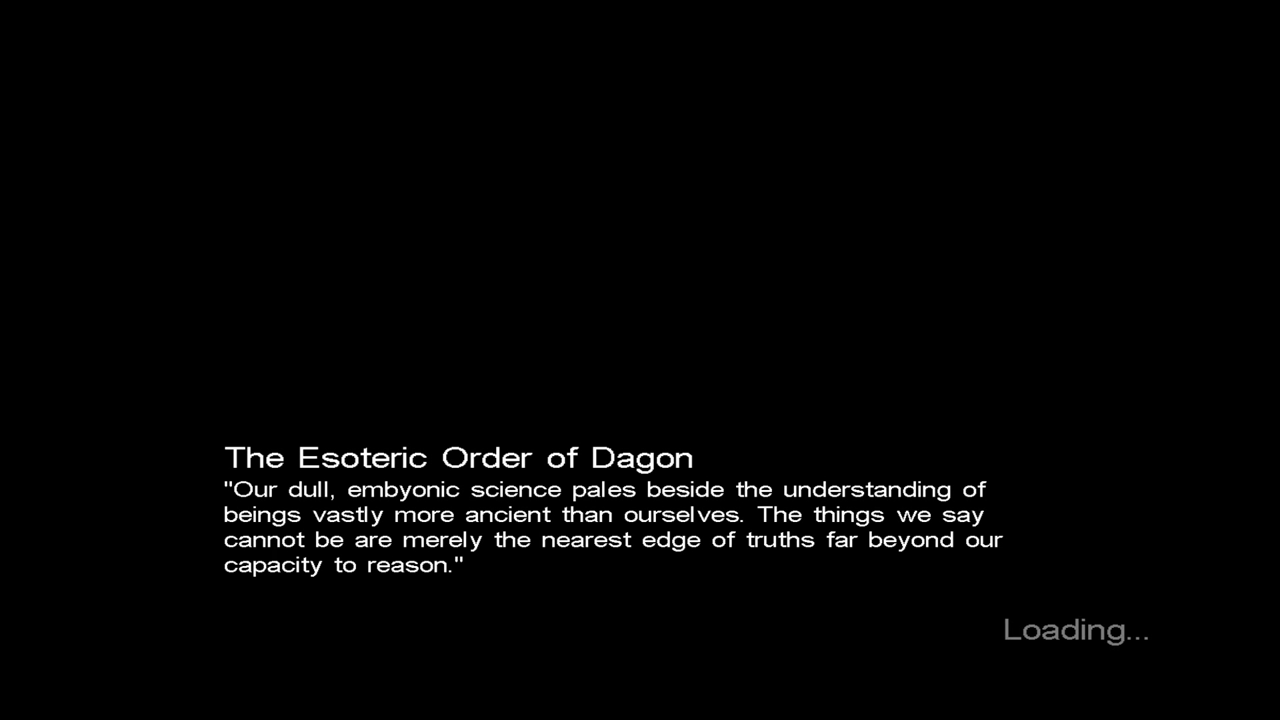 The Esoteric Order of Dagon
"Our dull, embyonic science pales beside the understanding of
beings vastly more ancient than ourselves. The things we say
cannot be are merely the nearest edge of truths far beyond our
capacity to reason."
Loading...